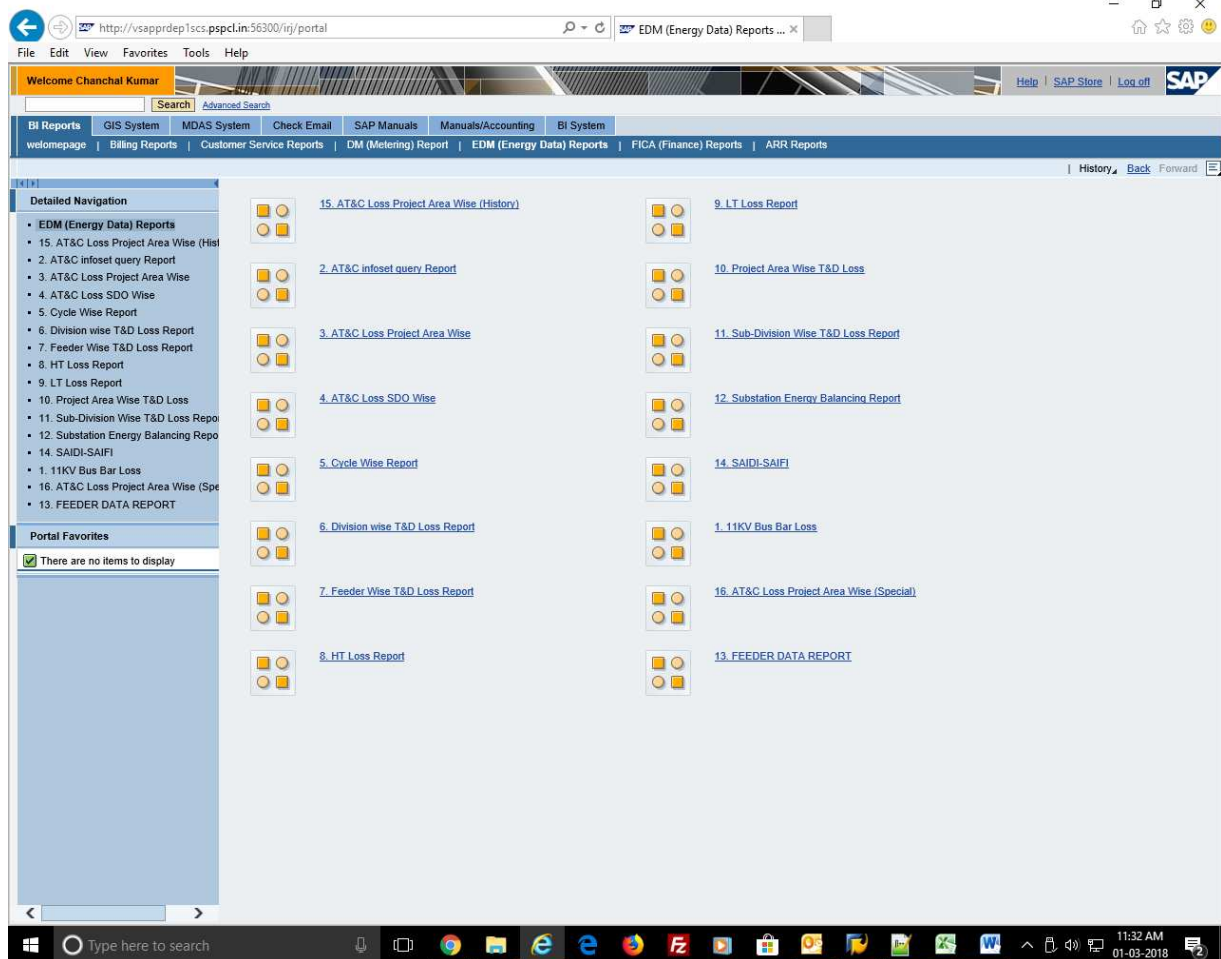 http://vsapprdep1scs.pspcl.in:56300/irj/portal
EDM (Energy Data) Reports ...
File Edit View Favorites Tools Help
Welcome Chanchal Kumar
Help | SAP Store | Log off
SAP
Search Advanced Search
BI Reports GIS System MDAS System Check Email SAP Manuals Manuals/Accounting BI System
welomepage | Billing Reports | Customer Service Reports | DM (Metering) Report | EDM (Energy Data) Reports | FICA (Finance) Reports | ARR Reports
| History Back Forward
Detailed Navigation
EDM (Energy Data) Reports
15. AT&C Loss Project Area Wise (Hist
2. AT&C infoset query Report
3. AT&C Loss Project Area Wise
4. AT&C Loss SDO Wise
5. Cycle Wise Report
6. Division wise T&D Loss Report
7. Feeder Wise T&D Loss Report
8. HT Loss Report
9. LT Loss Report
10. Project Area Wise T&D Loss
11. Sub-Division Wise T&D Loss Repo
12. Substation Energy Balancing Repo
14. SAIDI-SAIFI
1. 11KV Bus Bar Loss
16. AT&C Loss Project Area Wise (Spe
13. FEEDER DATA REPORT
Portal Favorites
There are no items to display
15. AT&C Loss Project Area Wise (History)
2. AT&C infoset query Report
3. AT&C Loss Project Area Wise
4. AT&C Loss SDO Wise
5. Cycle Wise Report
6. Division wise T&D Loss Report
7. Feeder Wise T&D Loss Report
8. HT Loss Report
9. LT Loss Report
10. Project Area Wise T&D Loss
11. Sub-Division Wise T&D Loss Report
12. Substation Energy Balancing Report
14. SAIDI-SAIFI
1. 11KV Bus Bar Loss
16. AT&C Loss Project Area Wise (Special)
13. FEEDER DATA REPORT
Type here to search
11:32 AM
01-03-2018